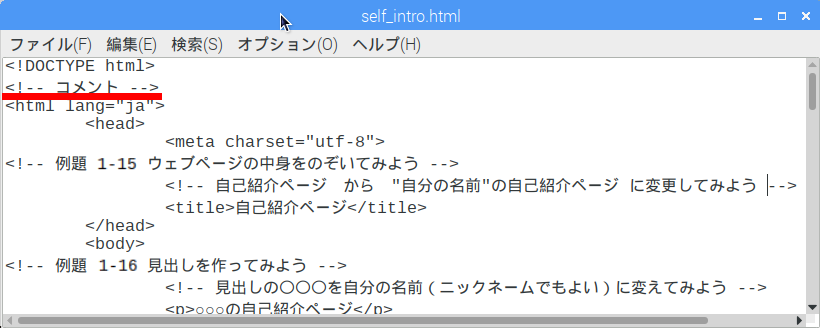 self_intro.html
ファイル(F) 編集(E) 検索(S) オプション(O) ヘルプ(H)
<!DOCTYPE html>
<!-- コメント -->
<html lang="ja">
<head>
<meta charset="utf-8">
<!-- 例題 1-15 ウェブページの中身をのぞいてみよう -->
<!-- 自己紹介ページ　から　"自分の名前"の自己紹介ページ に変更してみよう -->
<title>自己紹介ページ</title>
</head>
<body>
<!-- 例題 1-16 見出しを作ってみよう -->
<!-- 見出しの〇〇〇を自分の名前(ニックネームでもよい)に変えてみよう -->
<p>○○○の自己紹介ページ</p>